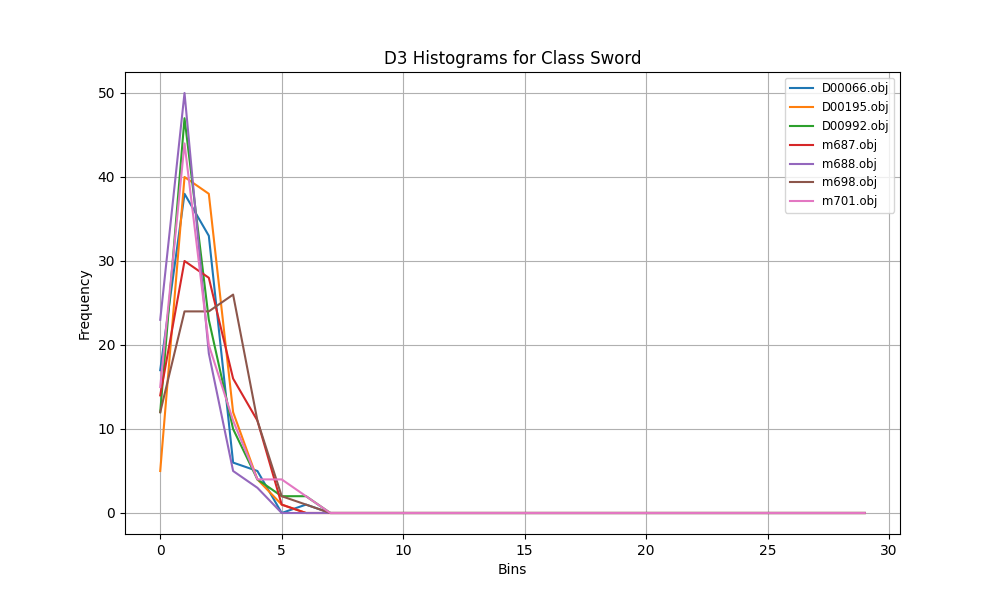 D3 Histograms for Class Sword
D00066.obj
D00195.obj
D00992.obj
m687.obj
m688.obj
m698.obj
m701.obj
50
40
30
20
10
0
Frequency
0 5 10 15 20 25 30
Bins